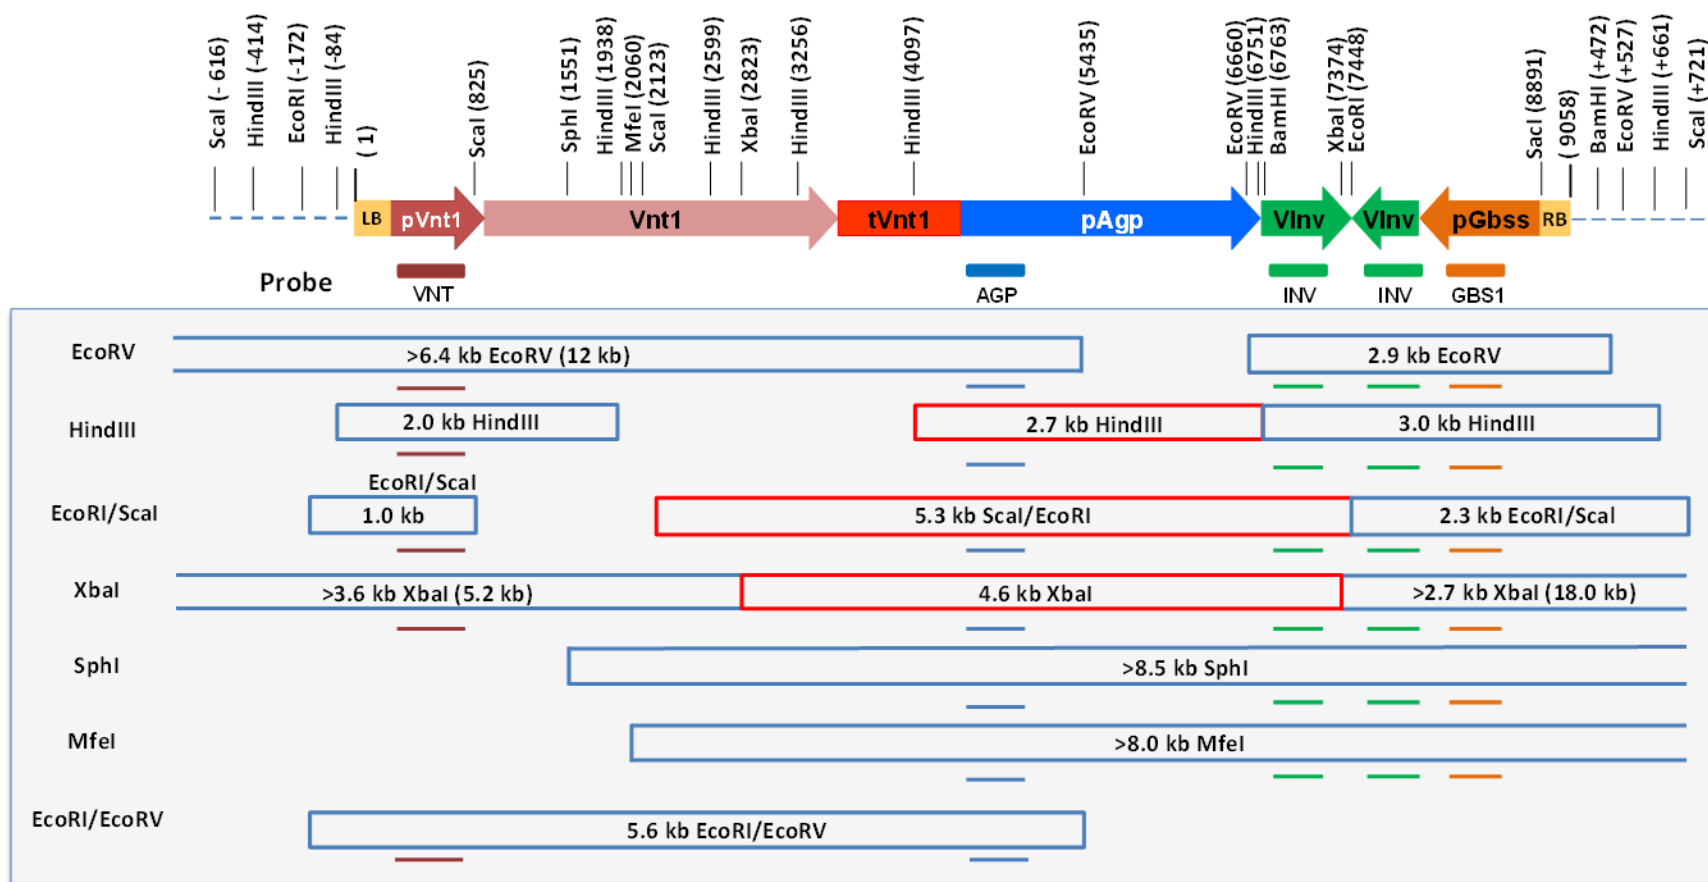 ScaI (- 616)
HindIII (-414)
EcoRI (-172)
HindIII (-84)
( 1)
ScaI (825)
SphI (1551)
HindIII (1938)
MfeI (2060)
ScaI (2123)
HindIII (2599)
XbaI (2823)
HindIII (3256)
HindIII (4097)
EcoRV (5435)
EcoRV (6660)
HindIII (6751)
BamHI (6763)
XbaI (7374)
EcoRI (7448)
SacI (8891)
( 9058)
BamHI (+472)
EcoRV (+527)
HindIII (+661)
ScaI (+721)
LB pVnt1 Vnt1 tVnt1 pAgp VInv VInv pGbss RB
Probe VNT AGP INV INV GBS1
EcoRV >6.4 kb EcoRV (12 kb) 2.9 kb EcoRV
HindIII 2.0 kb HindIII 2.7 kb HindIII 3.0 kb HindIII
EcoRI/ScaI
EcoRI/ScaI 1.0 kb 5.3 kb ScaI/EcoRI 2.3 kb EcoRI/ScaI
XbaI >3.6 kb XbaI (5.2 kb) 4.6 kb XbaI >2.7 kb XbaI (18.0 kb)
SphI >8.5 kb SphI
MfeI >8.0 kb MfeI
EcoRI/EcoRV 5.6 kb EcoRI/EcoRV